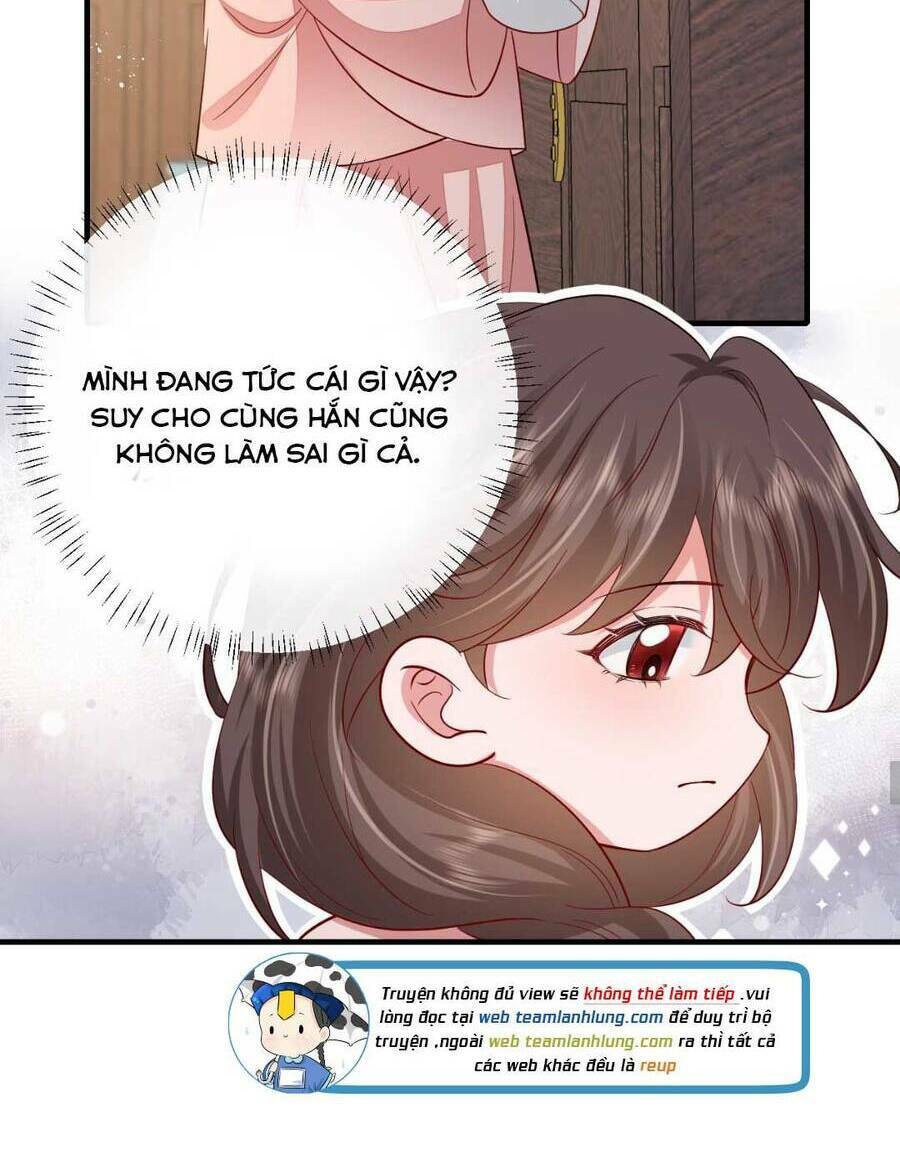 MÌNH ĐANG TỨC CÁI GÌ VẬY?
SUY CHO CÙNG HẮN CŨNG
KHÔNG LÀM SAI GÌ CẢ.
Truyện không đủ view sẽ không thể làm tiếp .vui
lòng đọc tại web teamlanhlung.com để duy trì bộ
truyện ,ngoài web teamlanhlung.com ra thì tất cả
các web khác đều là reup